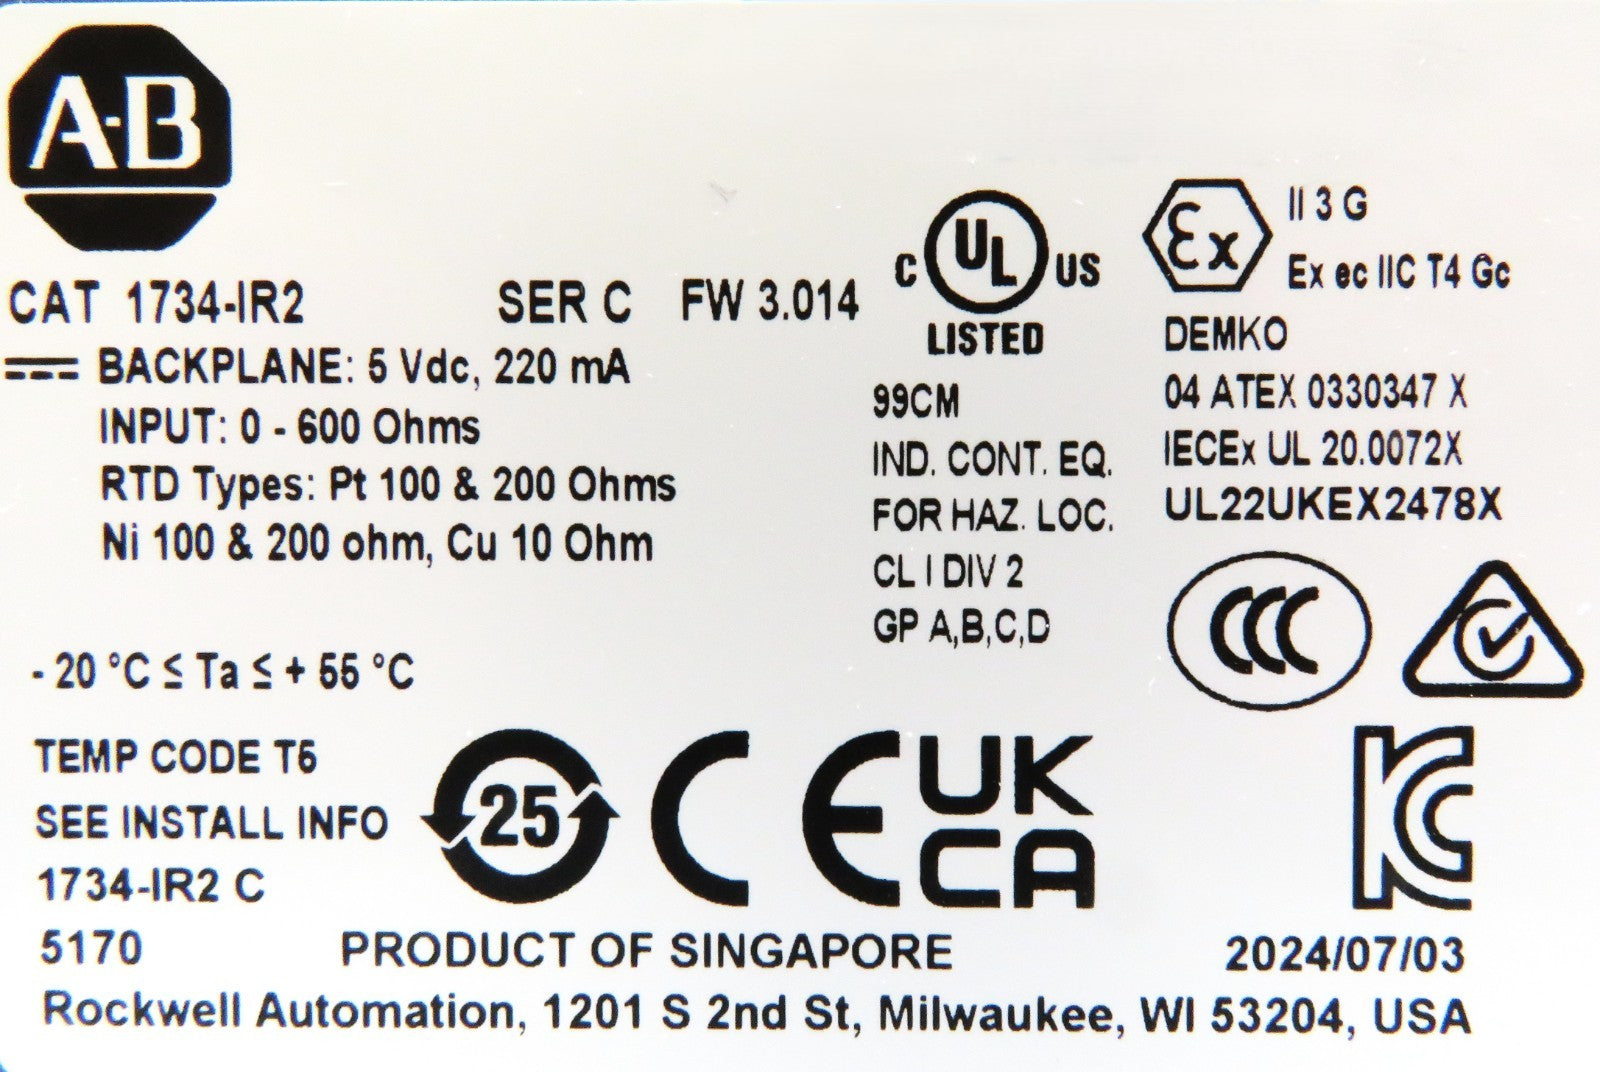 A-B
CAT 1734-IR2 SER C FW 3.014
BACKPLANE: 5 Vdc, 220 mA
INPUT: 0 - 600 Ohms
RTD Types: Pt 100 & 200 Ohms
Ni 100 & 200 ohm, Cu 10 Ohm
- 20 °C ≤ Ta ≤ + 55 °C
C UL US
LISTED
99CM
IND. CONT. EQ.
FOR HAZ. LOC.
CL I DIV 2
GP A,B,C,D
Ex
II 3 G
Ex ec IIC T4 Gc
DEMKO
04 ATEX 0330347 X
IECEx UL 20.0072X
UL22UKEX2478X
CCC
TEMP CODE T5
SEE INSTALL INFO
1734-IR2 C
25
CE
UK
CA
KC
5170 PRODUCT OF SINGAPORE 2024/07/03
Rockwell Automation, 1201 S 2nd St, Milwaukee, WI 53204, USA